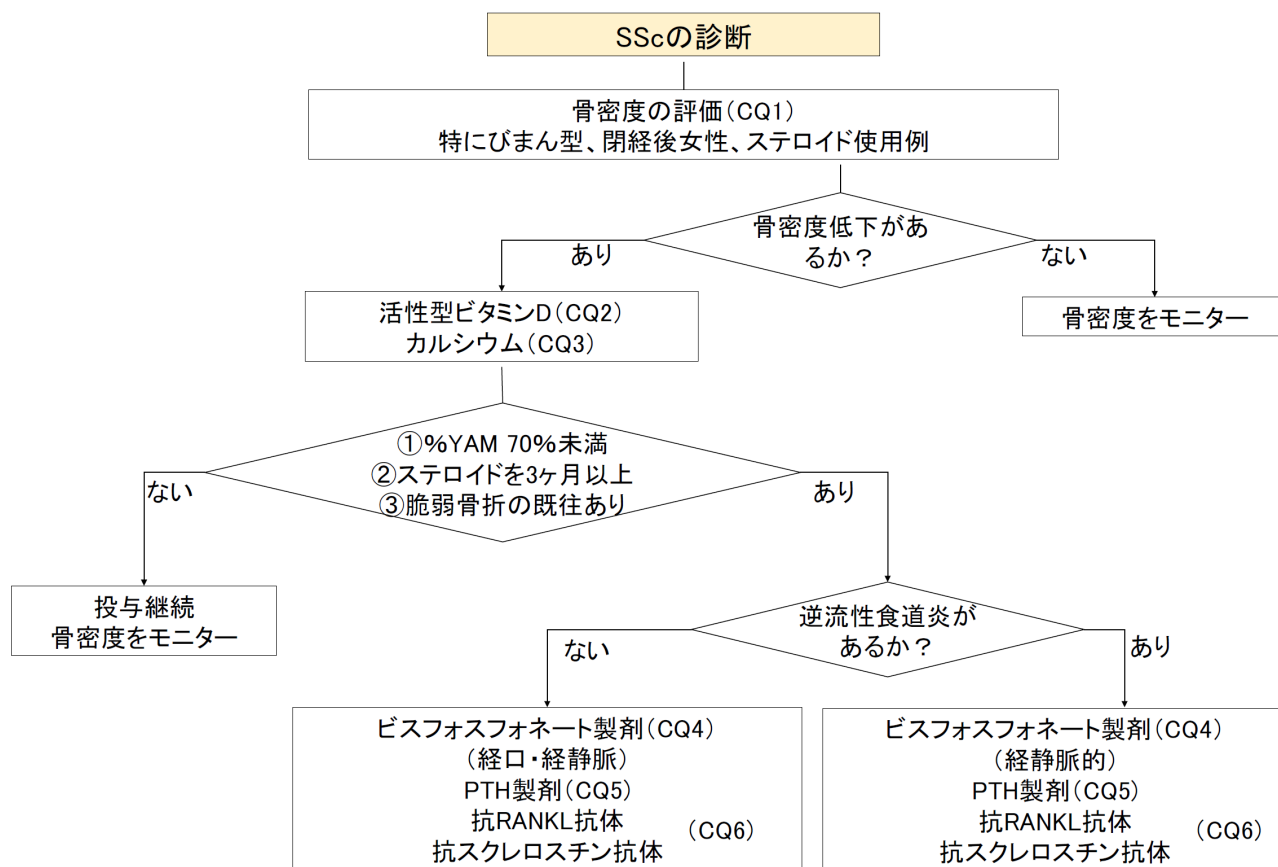 SScの診断
骨密度の評価(CQ1)
特にびまん型、閉経後女性、ステロイド使用例
骨密度低下があ
るか？
あり
ない
活性型ビタミンD(CQ2)
カルシウム(CQ3)
骨密度をモニター
①%YAM 70%未満
②ステロイドを3ヶ月以上
③脆弱骨折の既往あり
ない
あり
投与継続
骨密度をモニター
逆流性食道炎が
あるか？
ない
あり
ビスフォスフォネート製剤(CQ4)
(経口・経静脈)
PTH製剤(CQ5)
抗RANKL抗体
抗スクレロスチン抗体
(CQ6)
ビスフォスフォネート製剤(CQ4)
(経静脈的)
PTH製剤(CQ5)
抗RANKL抗体
抗スクレロスチン抗体
(CQ6)